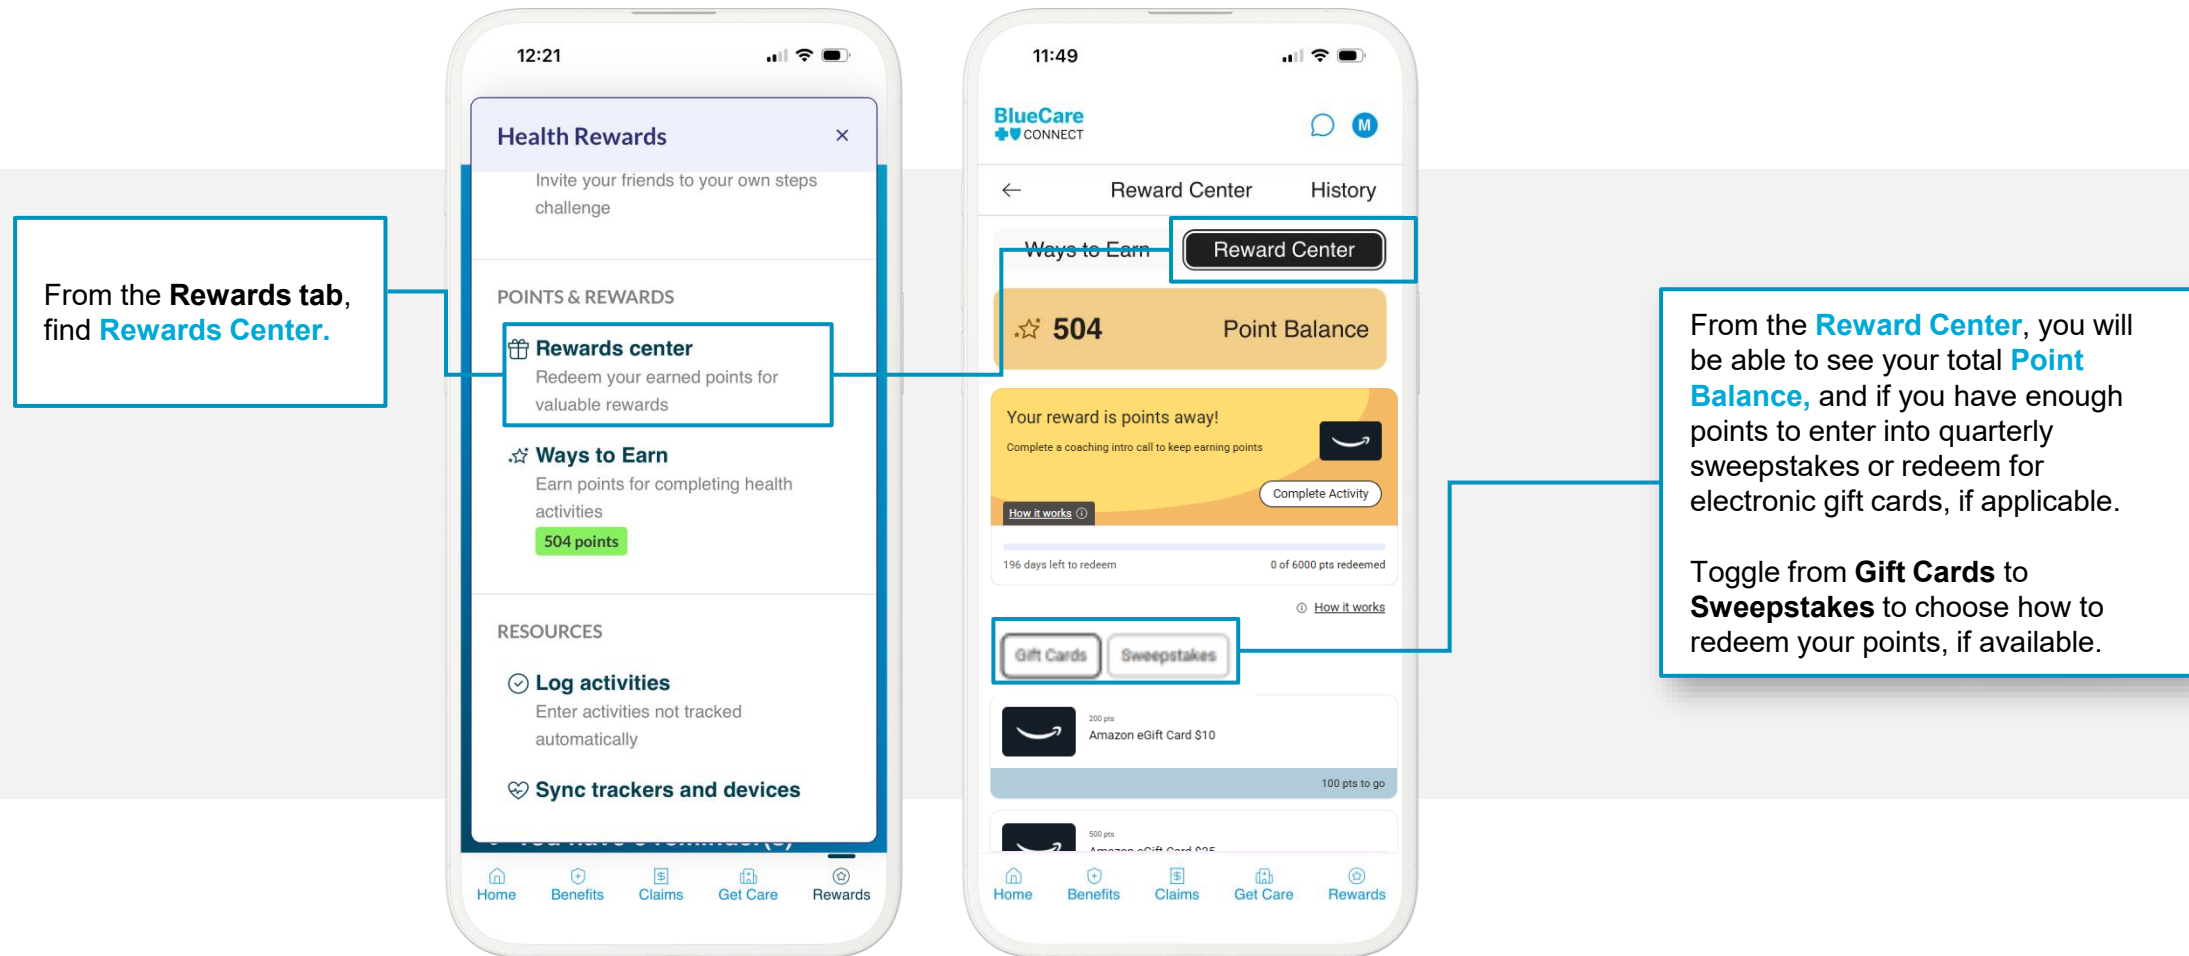 From the Rewards tab,
find Rewards Center.
12:21
Health Rewards ×
Invite your friends to your own steps
challenge
POINTS & REWARDS
Rewards center
Redeem your earned points for
valuable rewards
Ways to Earn
Earn points for completing health
activities
504 points
RESOURCES
Log activities
Enter activities not tracked
automatically
Sync trackers and devices
You have
Home Benefits Claims Get Care Rewards
11:49
BlueCare
CONNECT
M
Reward Center History
Ways to Earn Reward Center
504 Point Balance
Your reward is points away!
Complete a coaching intro call to keep earning points
Complete Activity
How it works
196 days left to redeem 0 of 6000 pts redeemed
How it works
Gift Cards Sweepstakes
200 pts
Amazon eGift Card $10
100 pts to go
500 pts
Amazon eGift Card $25
Home Benefits Claims Get Care Rewards
From the Reward Center, you will
be able to see your total Point
Balance, and if you have enough
points to enter into quarterly
sweepstakes or redeem for
electronic gift cards, if applicable.
Toggle from Gift Cards to
Sweepstakes to choose how to
redeem your points, if available.